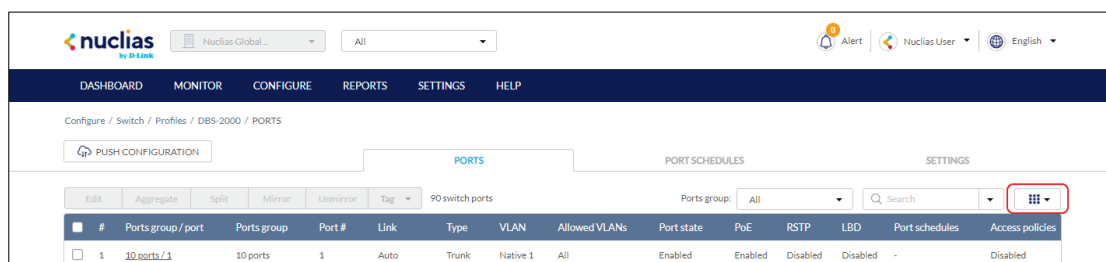 nuclias
by D-Link
Nuclias Global...
All
0
Alert
Nuclias User
English
DASHBOARD MONITOR CONFIGURE REPORTS SETTINGS HELP
Configure / Switch / Profiles / DBS-2000 / PORTS
PUSH CONFIGURATION
PORTS PORT SCHEDULES SETTINGS
Edit Aggregate Split Mirror Unmirror Tag 90 switch ports Ports group: All Search
# Ports group / port Ports group Port # Link Type VLAN Allowed VLANs Port state PoE RSTP LBD Port schedules Access policies
1 10 ports / 1 10 ports 1 Auto Trunk Native 1 All Enabled Enabled Disabled Disabled - Disabled